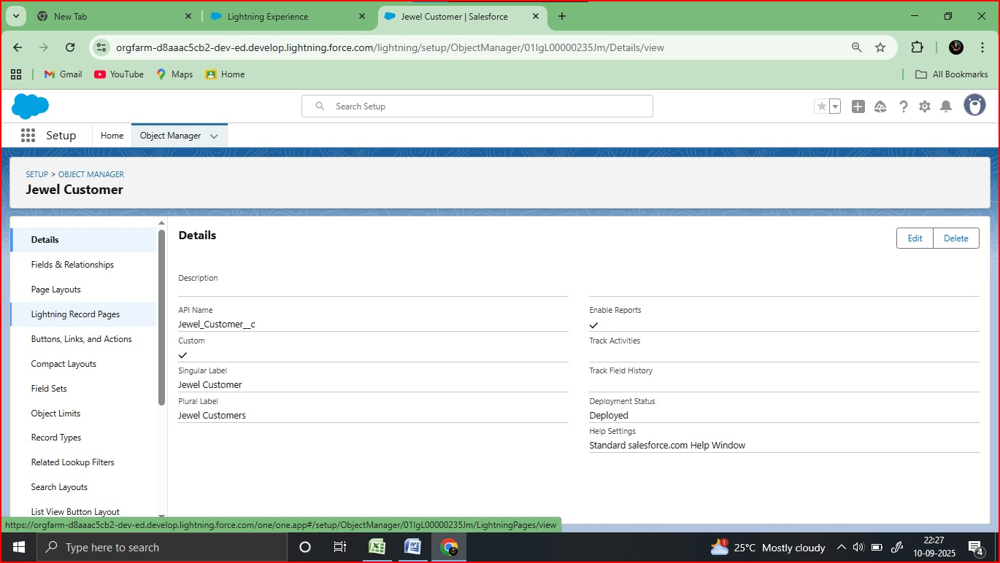 New Tab
Lightning Experience
Jewel Customer | Salesforce
orgfarm-d8aaac5cb2-dev-ed.develop.lightning.force.com/lightning/setup/ObjectManager/01IgL00000235Jm/Details/view
Gmail
YouTube
Maps
Home
All Bookmarks
Search Setup
Setup
Home
Object Manager
SETUP > OBJECT MANAGER
Jewel Customer
Details
Fields & Relationships
Page Layouts
Lightning Record Pages
Buttons, Links, and Actions
Compact Layouts
Field Sets
Object Limits
Record Types
Related Lookup Filters
Search Layouts
List View Button Layout
Details
Edit
Delete
Description
API Name
Jewel_Customer__c
Custom
Singular Label
Jewel Customer
Plural Label
Jewel Customers
Enable Reports
Track Activities
Track Field History
Deployment Status
Deployed
Help Settings
Standard salesforce.com Help Window
https://orgfarm-d8aaac5cb2-dev-ed.develop.lightning.force.com/one/one.app#/setup/ObjectManager/01IgL00000235Jm/LightningPages/view
Type here to search
1
25°C Mostly cloudy
22:27
10-09-2025
4